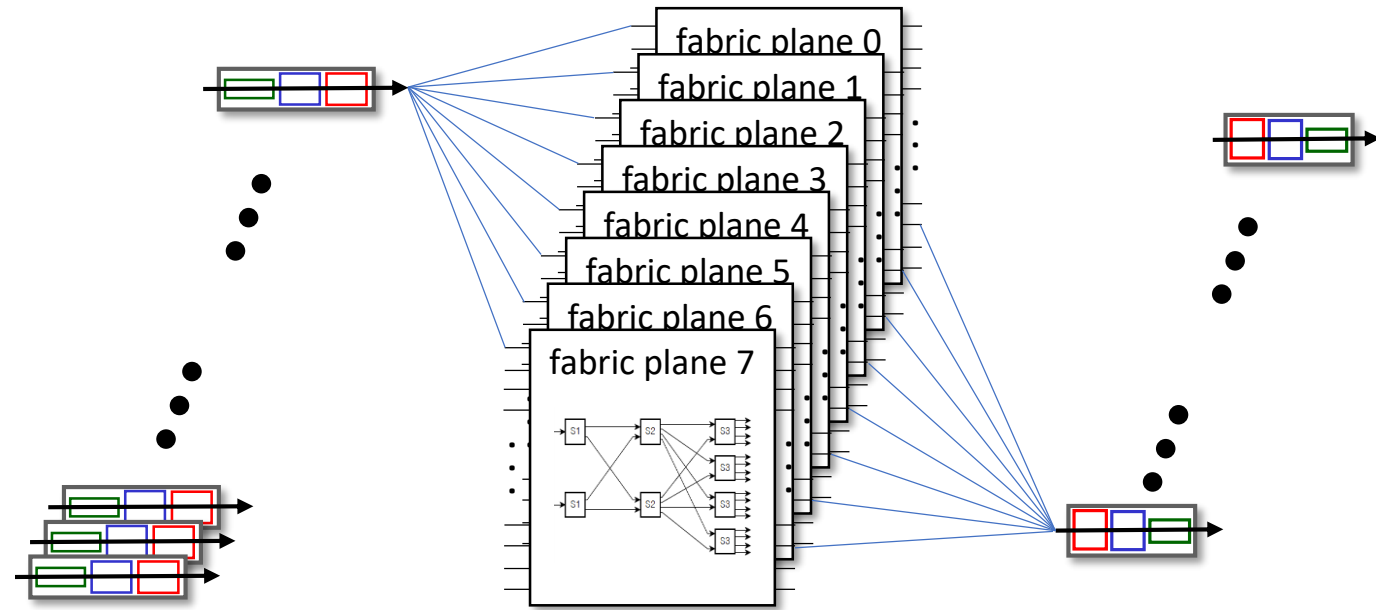 fabric plane 0
fabric plane 1
fabric plane 2
fabric plane 3
fabric plane 4
fabric plane 5
fabric plane 6
fabric plane 7
S1 S2 S3
S3
S1 S2 S3
S3